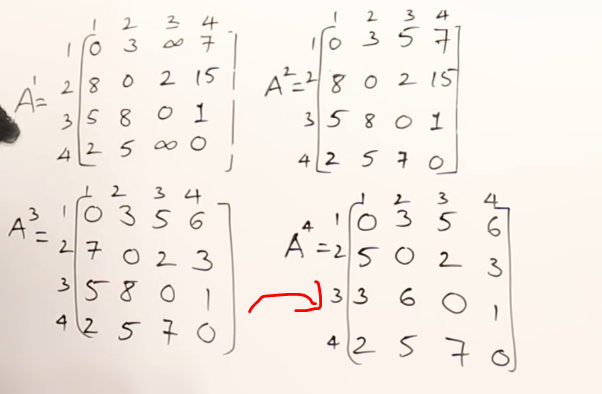 1 2 3 4
A¹=
1 0 3 ∞ 7
2 8 0 2 15
3 5 8 0 1
4 2 5 ∞ 0
1 2 3 4
A²=
1 0 3 5 7
2 8 0 2 15
3 5 8 0 1
4 2 5 7 0
1 2 3 4
A³=
1 0 3 5 6
2 7 0 2 3
3 5 8 0 1
4 2 5 7 0
1 2 3 4
A⁴=
1 0 3 5 6
2 5 0 2 3
3 3 6 0 1
4 2 5 7 0